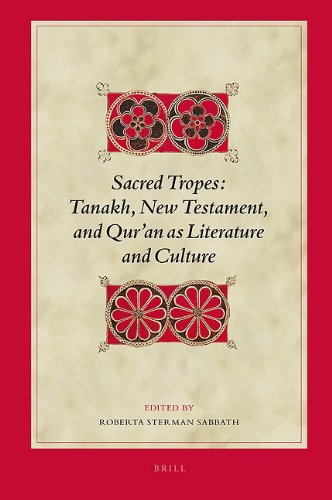 Sacred Tropes:
Tanakh, New Testament,
and Qur'an as Literature
and Culture
EDITED BY
ROBERTA STERMAN SABBATH
BRILL